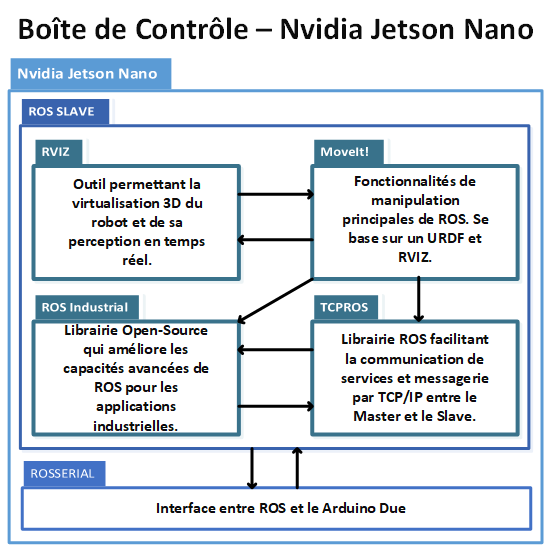 Boîte de Contrôle – Nvidia Jetson Nano
Nvidia Jetson Nano
ROS SLAVE
RVIZ
Outil permettant la
virtualisation 3D du
robot et de sa
perception en temps
réel.
MoveIt!
Fonctionnalités de
manipulation
principales de ROS. Se
base sur un URDF et
RVIZ.
ROS Industrial
Librairie Open-Source
qui améliore les
capacités avancées de
ROS pour les
applications
industrielles.
TCPROS
Librairie ROS facilitant
la communication de
services et messagerie
par TCP/IP entre le
Master et le Slave.
ROSSERIAL
Interface entre ROS et le Arduino Due